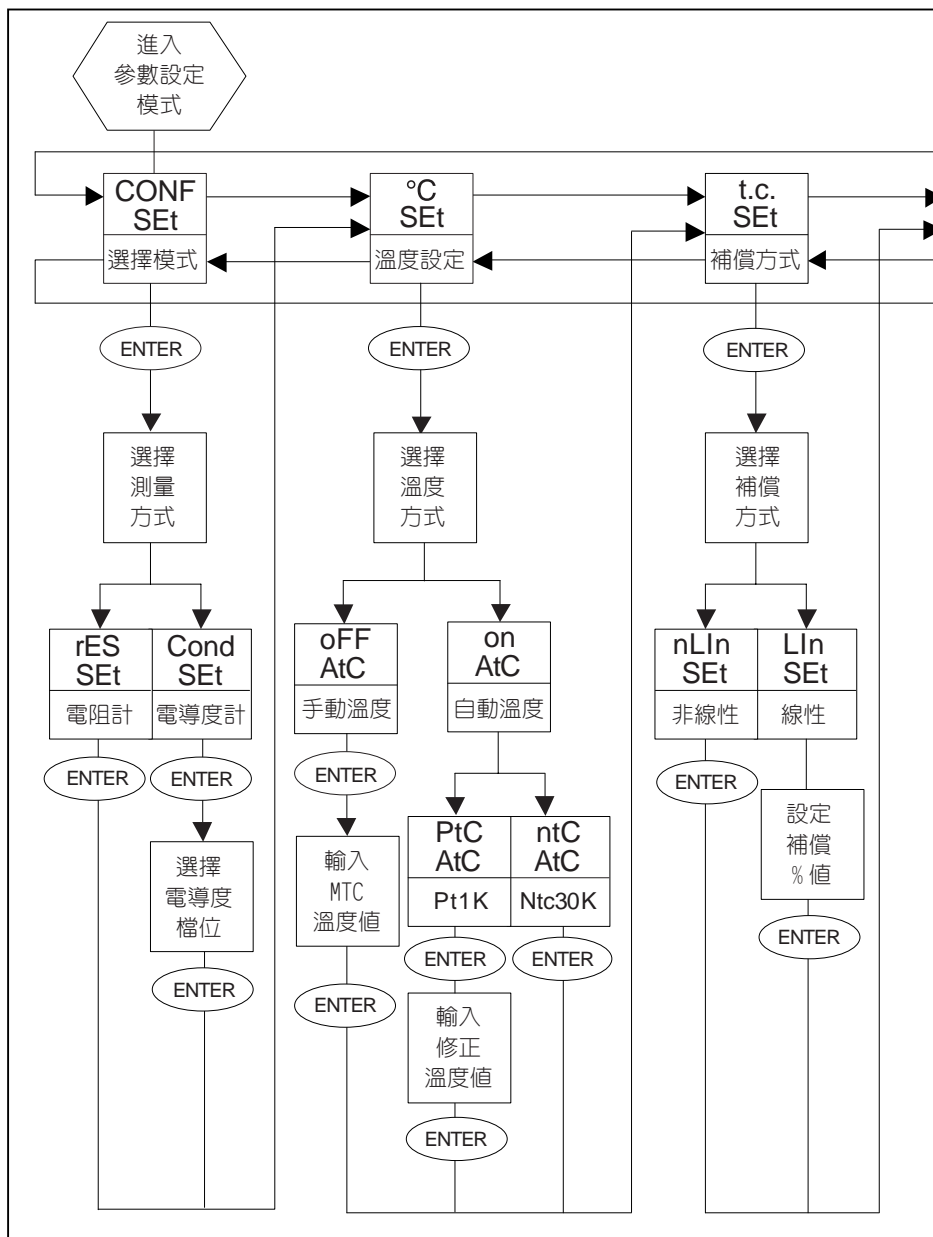 進入
參數設定
模式
CONF
SEt
選擇模式
°C
SEt
溫度設定
t.c.
SEt
補償方式
ENTER
ENTER
ENTER
選擇
測量
方式
選擇
溫度
方式
選擇
補償
方式
rES
SEt
電阻計
Cond
SEt
電導度計
oFF
AtC
手動溫度
on
AtC
自動溫度
nLIn
SEt
非線性
LIn
SEt
線性
ENTER
ENTER
ENTER
ENTER
選擇
電導度
檔位
輸入
MTC
溫度值
PtC
AtC
Pt1K
ntC
AtC
Ntc30K
設定
補償
%值
ENTER
ENTER
ENTER
ENTER
ENTER
輸入
修正
溫度值
ENTER